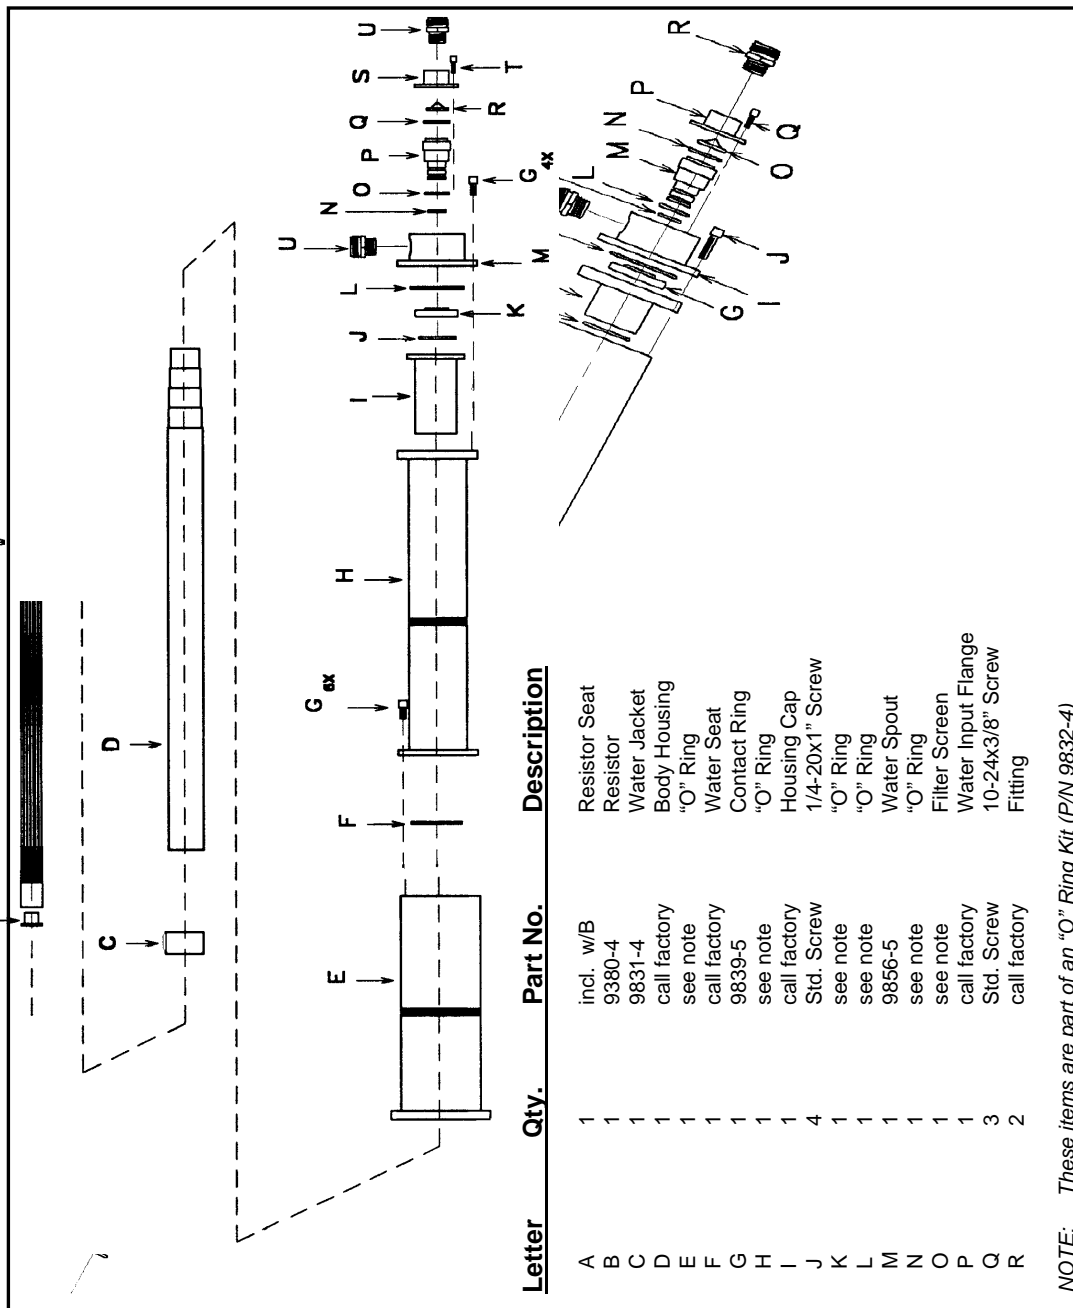 U
S
T
R
Q
P
O
N
G 4X
U
M
L
K
J
I
H
G 6X
F
E
D
C
R
P
Q
O
N
M
L
J
I
G
Letter Qty. Part No. Description
A 1 incl. w/B Resistor Seat
B 1 9380-4 Resistor
C 1 9831-4 Water Jacket
D 1 call factory Body Housing
E 1 see note “O” Ring
F 1 call factory Water Seat
G 1 9839-5 Contact Ring
H 1 see note “O” Ring
I 1 call factory Housing Cap
J 4 Std. Screw 1/4-20x1” Screw
K 1 see note “O” Ring
L 1 see note “O” Ring
M 1 9856-5 Water Spout
N 1 see note “O” Ring
O 1 see note Filter Screen
P 1 call factory Water Input Flange
Q 3 Std. Screw 10-24x3/8” Screw
R 2 call factory Fitting
NOTE: These items are part of an “O” Ring Kit (P/N 9832-4)